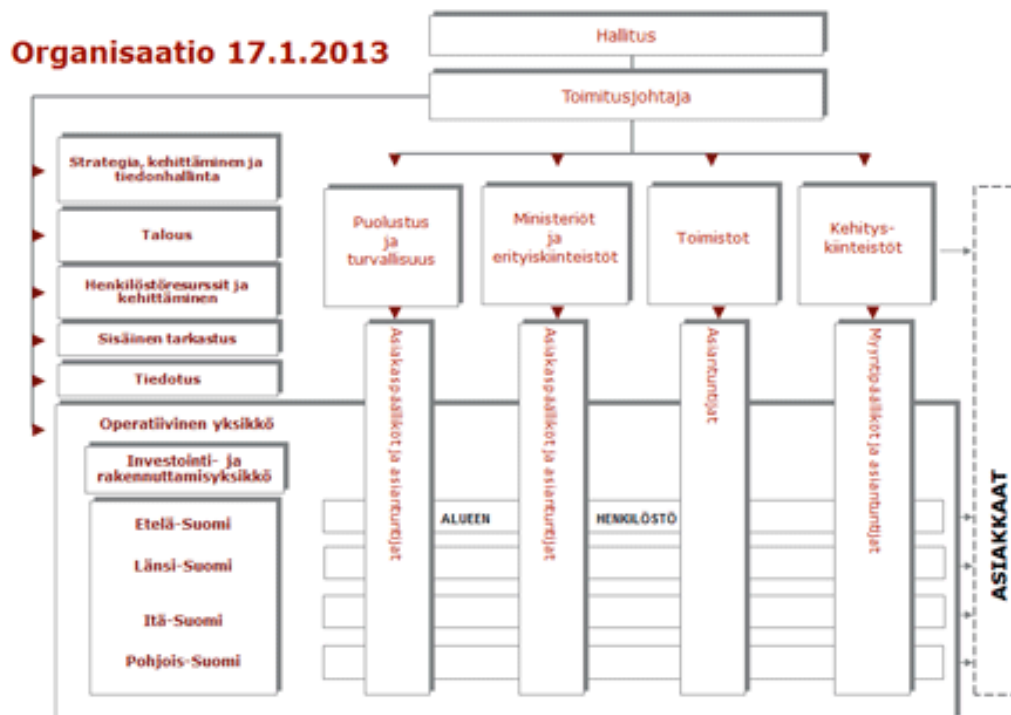 Organisaatio 17.1.2013
Hallitus
Toimitusjohtaja
Strategia, kehittäminen ja
tiedonhallinta
Talous
Henkilöstöresurssit ja
kehittäminen
Sisäinen tarkastus
Tiedotus
Puolustus
ja
turvallisuus
Ministeriöt
ja
erityiskiinteistöt
Toimistot
Kehitys-
kiinteistöt
Asiakaspäälliköt ja asiantuntijat
Asiakaspäälliköt ja asiantuntijat
Asiantuntijat
Myyntipäälliköt ja asiantuntijat
Operatiivinen yksikkö
Investointi- ja
rakennuttamisyksikkö
Etelä-Suomi
Länsi-Suomi
Itä-Suomi
Pohjois-Suomi
ALUEEN HENKILÖSTÖ
ASIAKKAAT